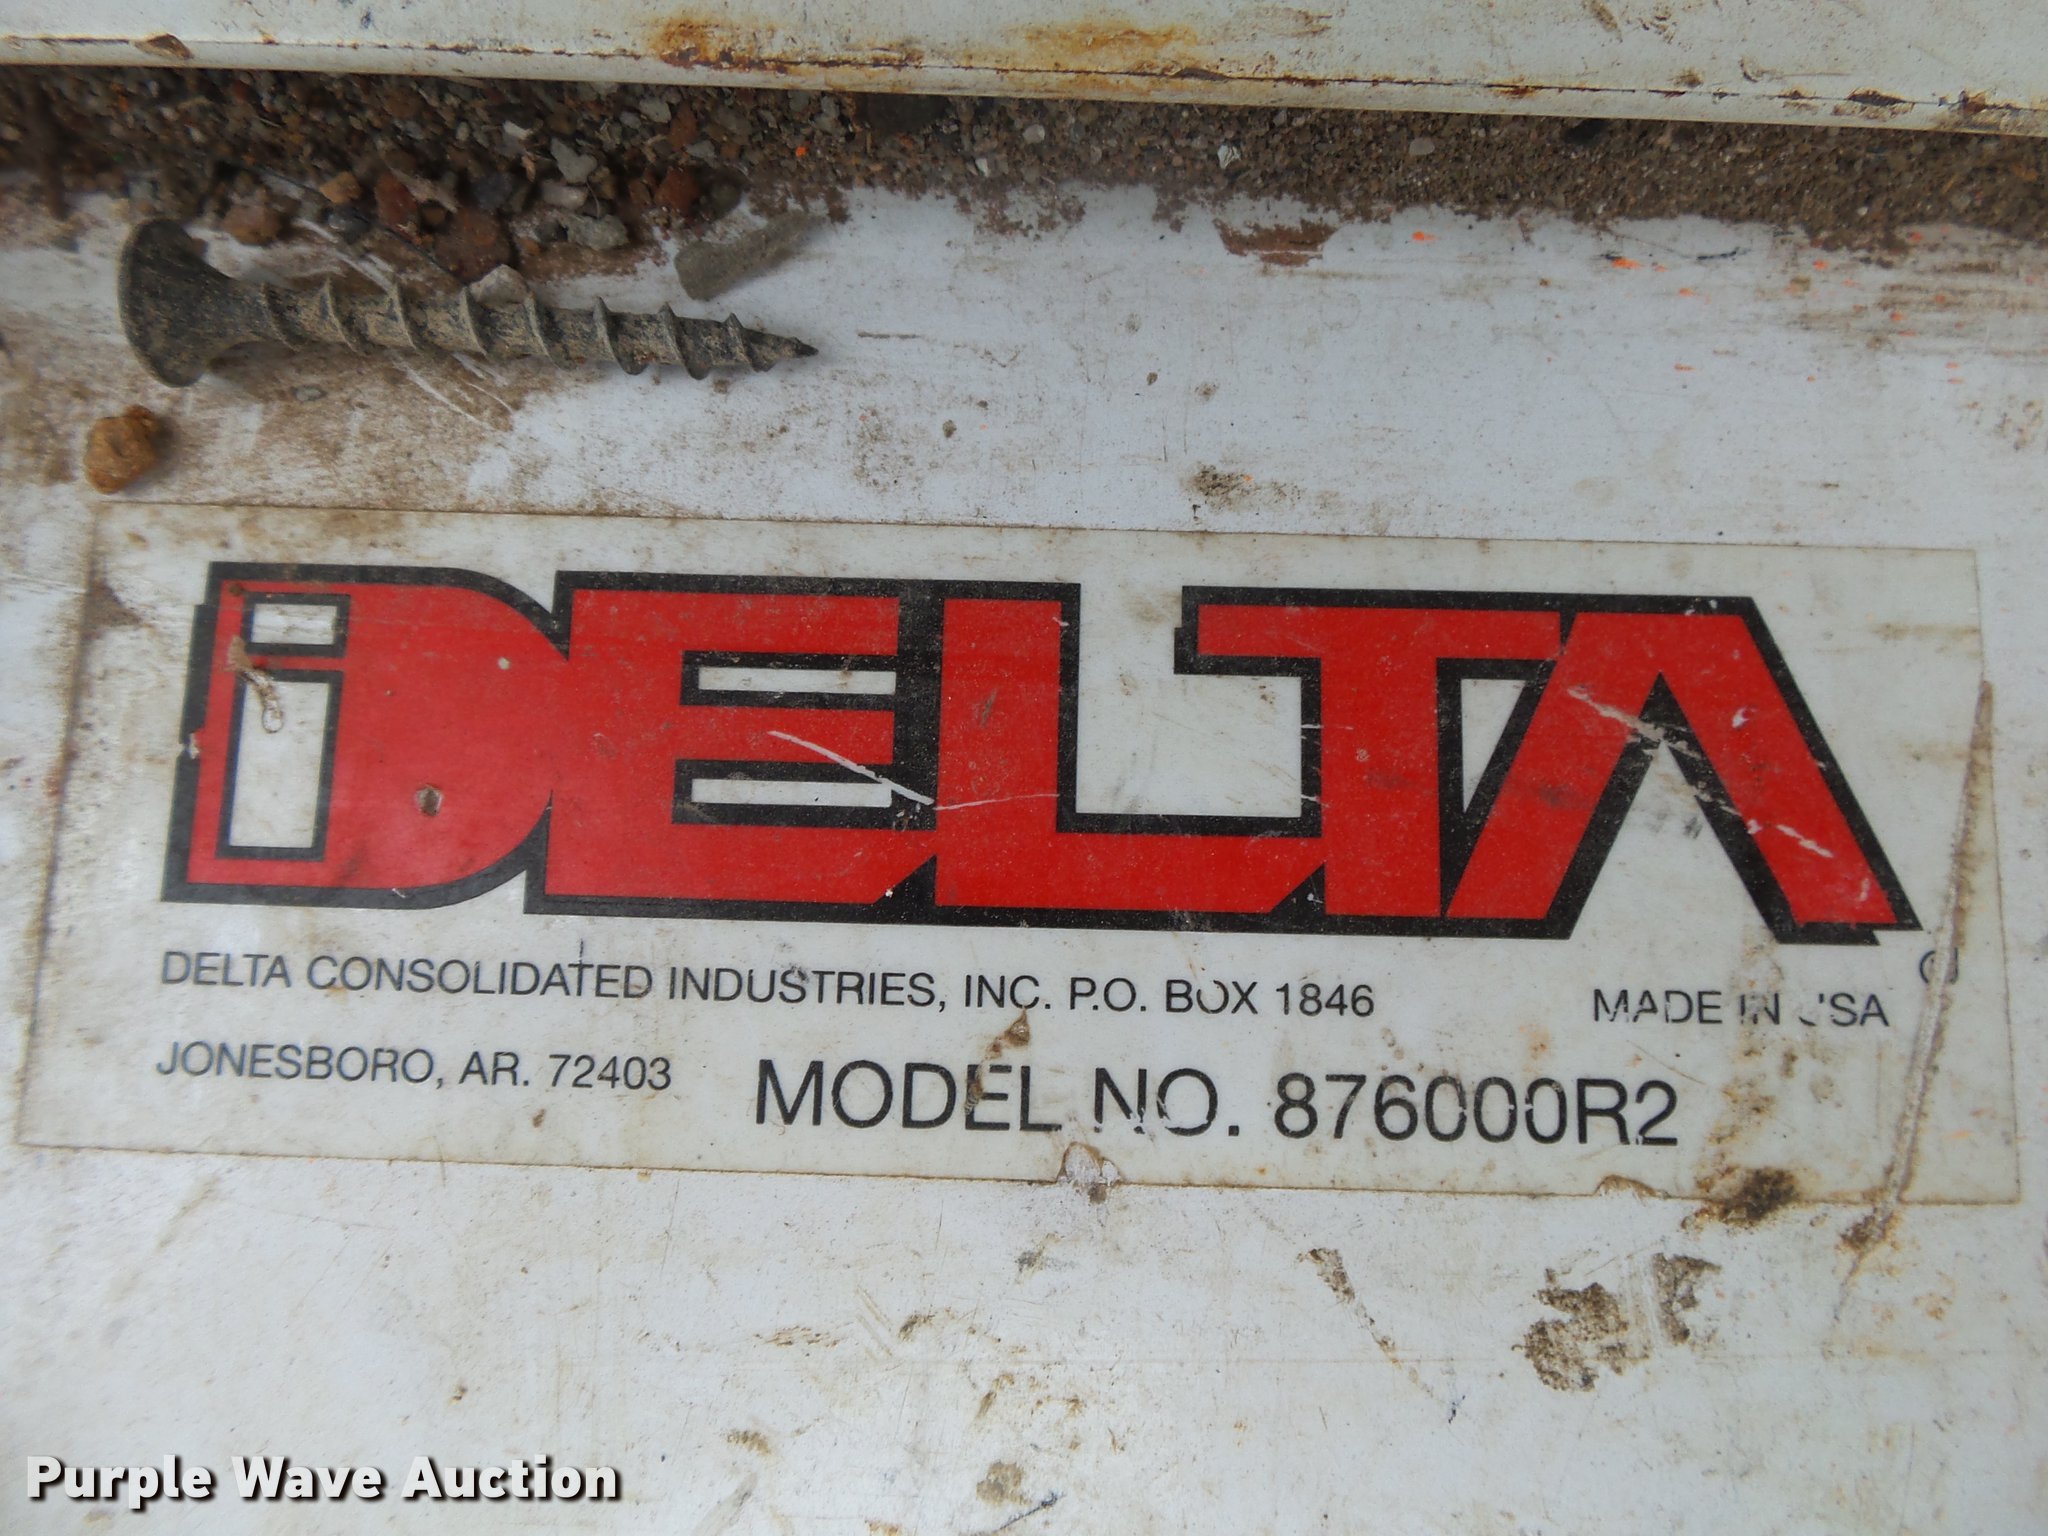 DELTA
DELTA CONSOLIDATED INDUSTRIES, INC. P.O. BOX 1846 MADE IN USA ®
JONESBORO, AR. 72403 MODEL NO. 876000R2
Purple Wave Auction